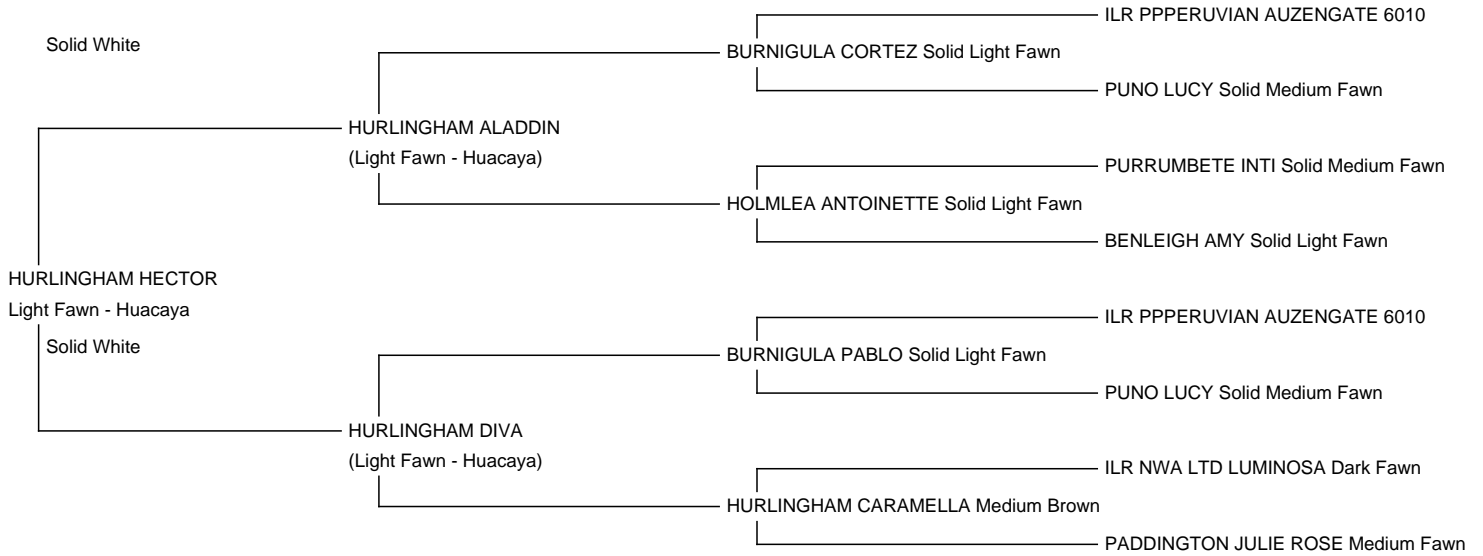 ILR PPPERUVIAN AUZENGATE 6010
Solid White
BURNIGULA CORTEZ Solid Light Fawn
PUNO LUCY Solid Medium Fawn
HURLINGHAM ALADDIN
(Light Fawn - Huacaya)
PURRUMBETE INTI Solid Medium Fawn
HOLMLEA ANTOINETTE Solid Light Fawn
BENLEIGH AMY Solid Light Fawn
HURLINGHAM HECTOR
Light Fawn - Huacaya
ILR PPPERUVIAN AUZENGATE 6010
Solid White
BURNIGULA PABLO Solid Light Fawn
PUNO LUCY Solid Medium Fawn
HURLINGHAM DIVA
(Light Fawn - Huacaya)
ILR NWA LTD LUMINOSA Dark Fawn
HURLINGHAM CARAMELLA Medium Brown
PADDINGTON JULIE ROSE Medium Fawn